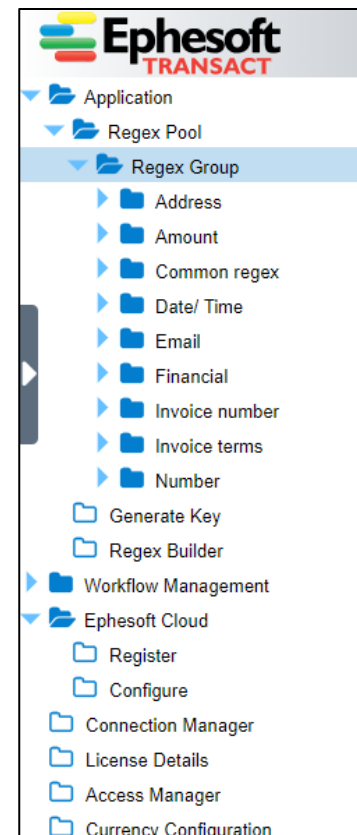 Ephesoft
TRANSACT
Application
Regex Pool
Regex Group
Address
Amount
Common regex
Date/ Time
Email
Financial
Invoice number
Invoice terms
Number
Generate Key
Regex Builder
Workflow Management
Ephesoft Cloud
Register
Configure
Connection Manager
License Details
Access Manager
Currency Configuration